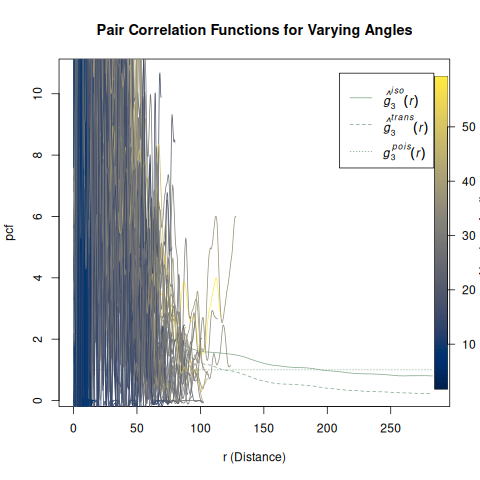 Pair Correlation Functions for Varying Angles
ĝ₃ⁱˢᵒ(r)
ĝ₃ᵗʳᵃⁿˢ(r)
g₃ᵖᵒⁱˢ(r)
pcf
0
2
4
6
8
10
0
50
100
150
200
250
r (Distance)
10
20
30
40
50